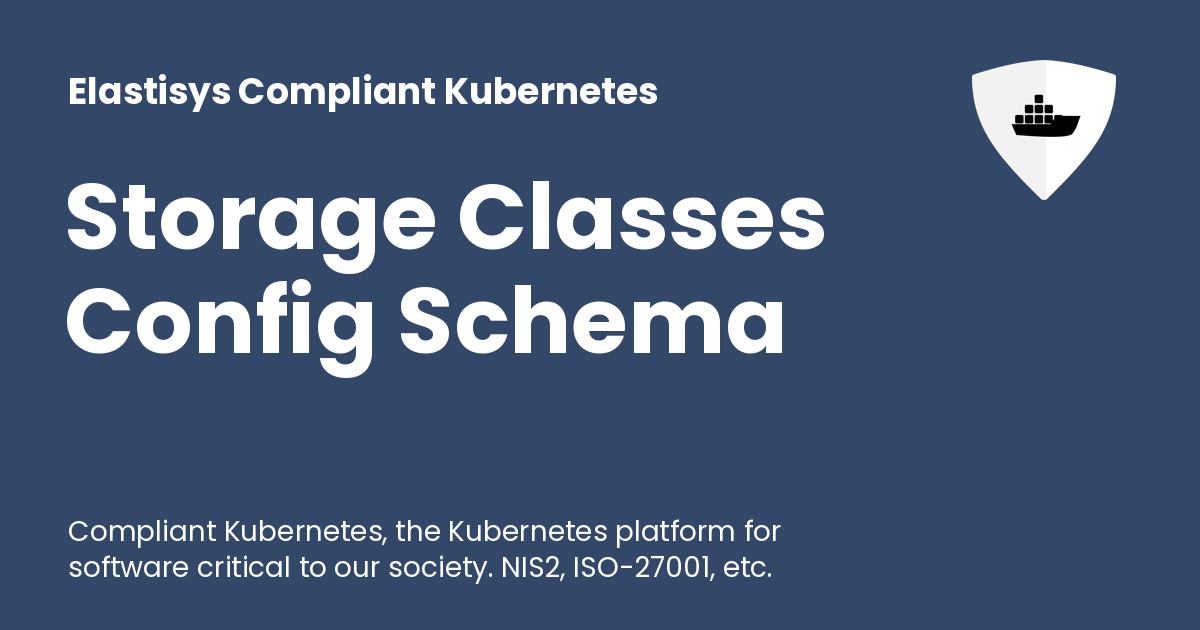 Elastisys Compliant Kubernetes
Storage Classes
Config Schema
Compliant Kubernetes, the Kubernetes platform for
software critical to our society. NIS2, ISO-27001, etc.